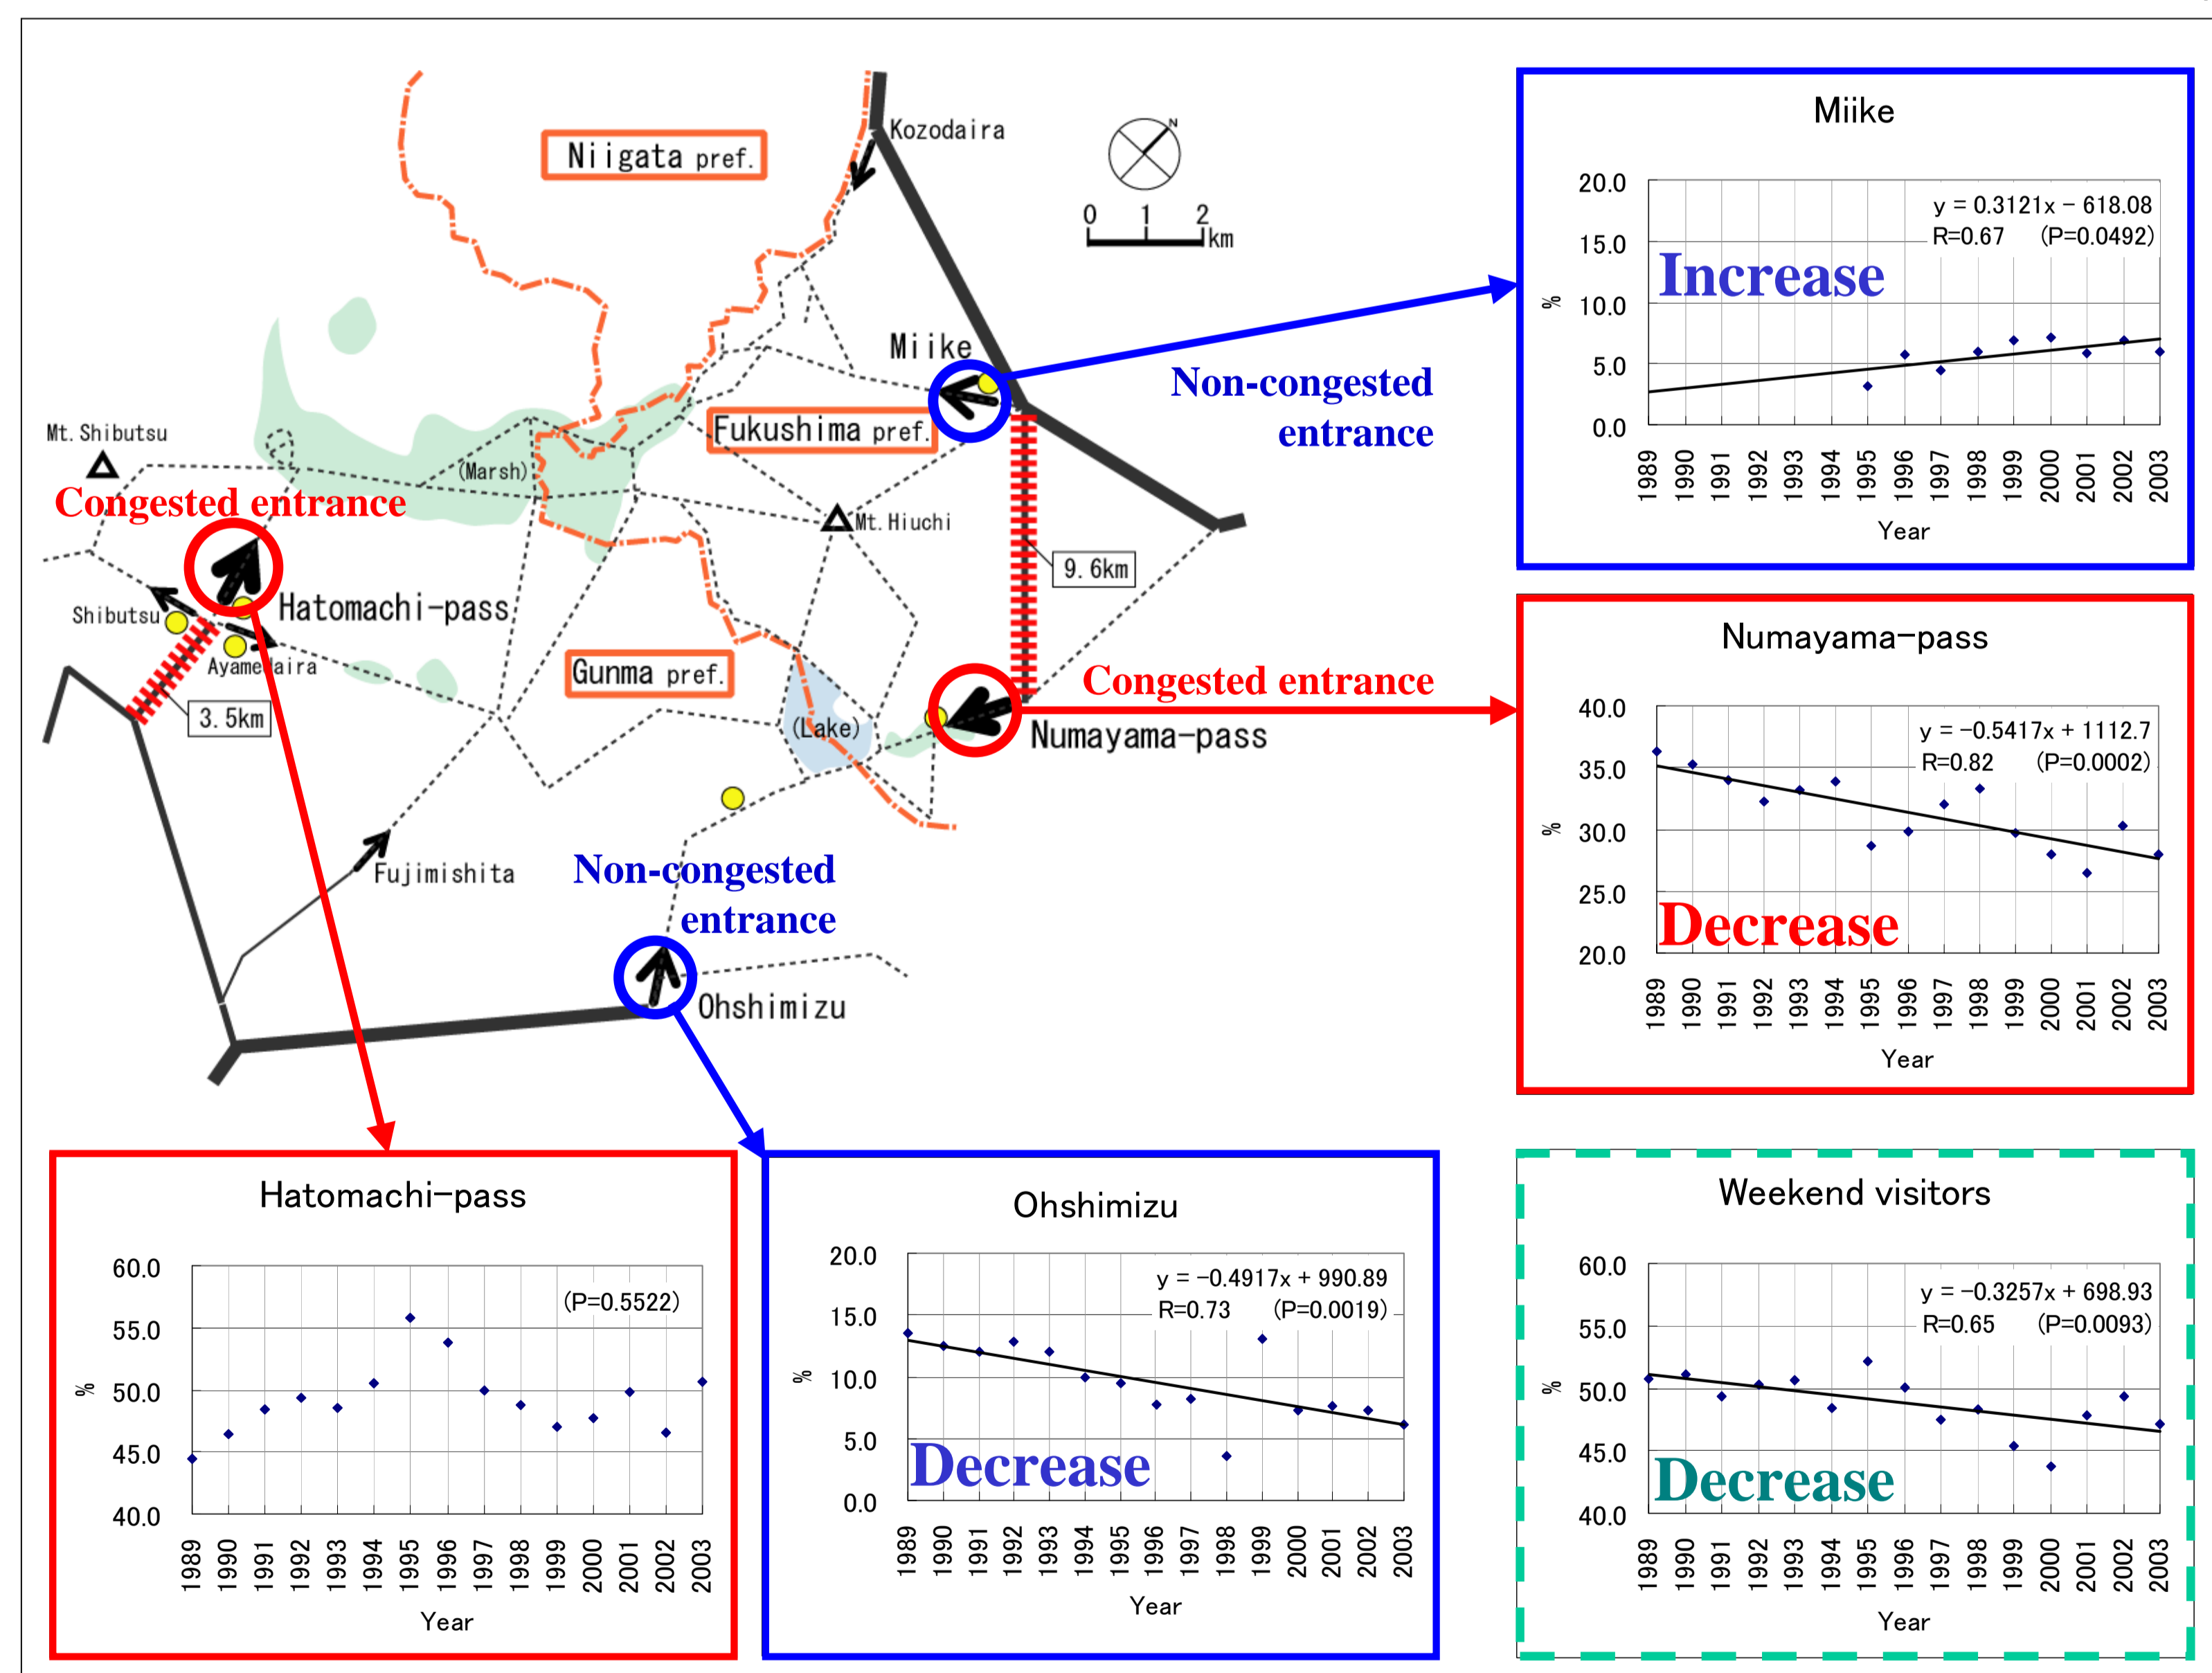 Niigata pref.
Kozodaira
N
0 1 2
km
Miike
Non-congested
entrance
Fukushima pref.
Mt. Shibutsu
(Marsh)
Congested entrance
Mt. Hiuchi
9.6km
Hatomachi-pass
Shibutsu
Ayamedaira
Gunma pref.
Congested entrance
3.5km
(Lake)
Numayama-pass
Fujimishita
Non-congested
entrance
Ohshimizu
Miike
y = 0.3121x - 618.08
R=0.67 (P=0.0492)
Increase
%
20.0
15.0
10.0
5.0
0.0
1989 1990 1991 1992 1993 1994 1995 1996 1997 1998 1999 2000 2001 2002 2003
Year
Numayama-pass
y = -0.5417x + 1112.7
R=0.82 (P=0.0002)
%
40.0
35.0
30.0
25.0
20.0
Decrease
1989 1990 1991 1992 1993 1994 1995 1996 1997 1998 1999 2000 2001 2002 2003
Year
Hatomachi-pass
(P=0.5522)
%
60.0
55.0
50.0
45.0
40.0
1989 1990 1991 1992 1993 1994 1995 1996 1997 1998 1999 2000 2001 2002 2003
Year
Ohshimizu
y = -0.4917x + 990.89
R=0.73 (P=0.0019)
%
20.0
15.0
10.0
5.0
0.0
Decrease
1989 1990 1991 1992 1993 1994 1995 1996 1997 1998 1999 2000 2001 2002 2003
Year
Weekend visitors
y = -0.3257x + 698.93
R=0.65 (P=0.0093)
%
60.0
55.0
50.0
45.0
40.0
Decrease
1989 1990 1991 1992 1993 1994 1995 1996 1997 1998 1999 2000 2001 2002 2003
Year